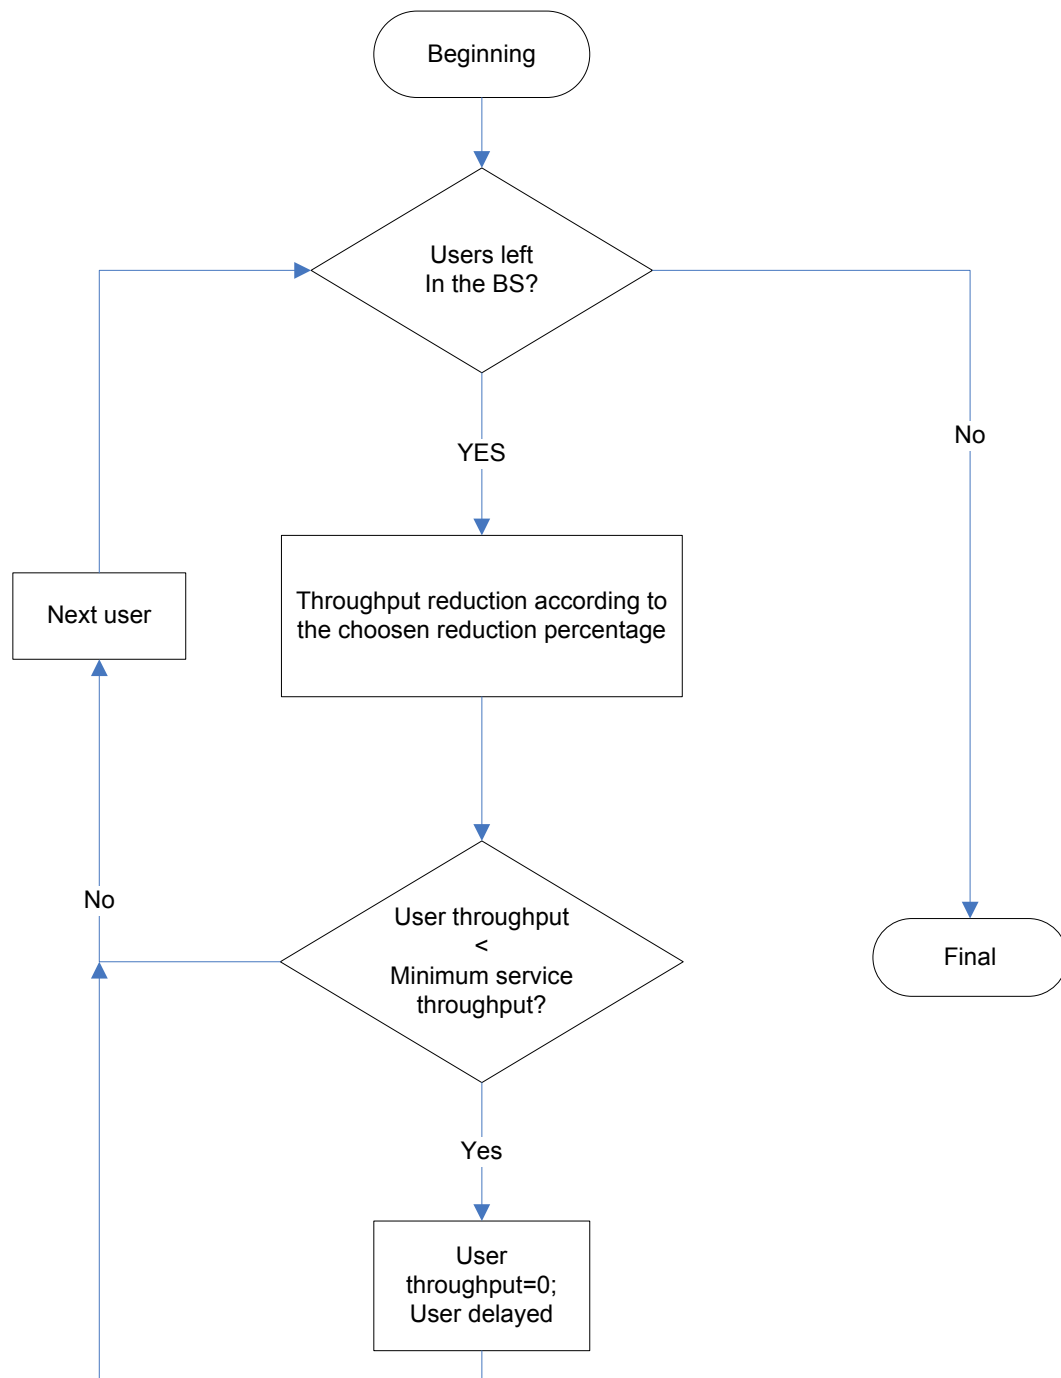 Beginning
Users left
In the BS?
YES
No
Throughput reduction according to
the choosen reduction percentage
Next user
No
User throughput
<
Minimum service
throughput?
Final
Yes
User
throughput=0;
User delayed